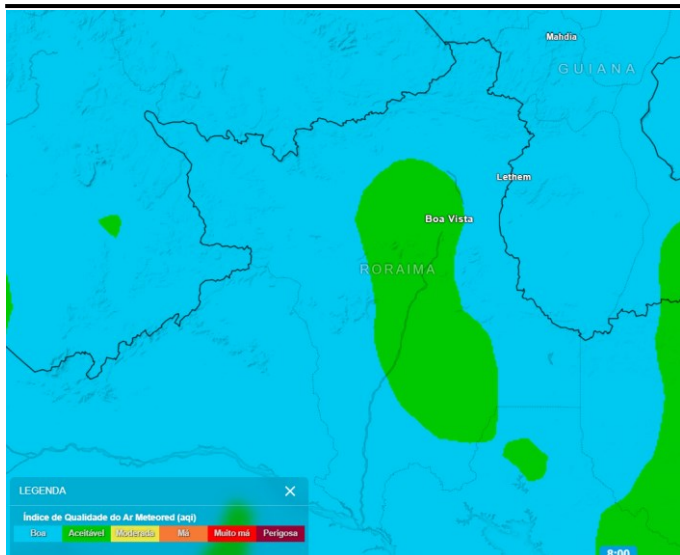 Mahdia
GUIANA
Lethem
Boa Vista
RORAIMA
LEGENDA
Índice de Qualidade do Ar Meteored (aqi)
Boa Aceitável Moderada Má Muito má Perigosa
8:00